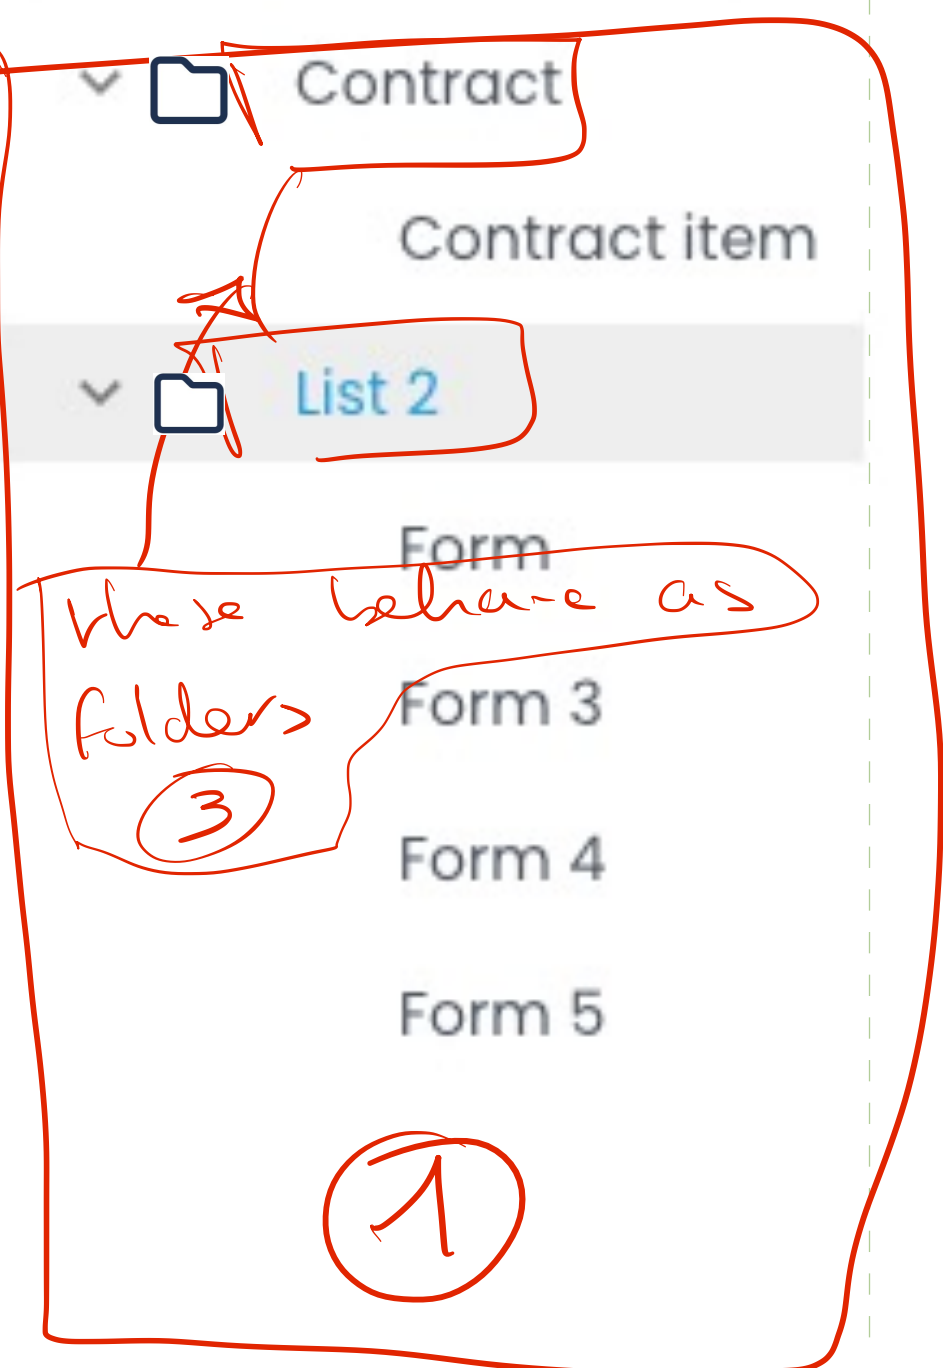 Contract
Contract item
List 2
Form
these behave as
Form 3
folders
3
Form 4
Form 5
1